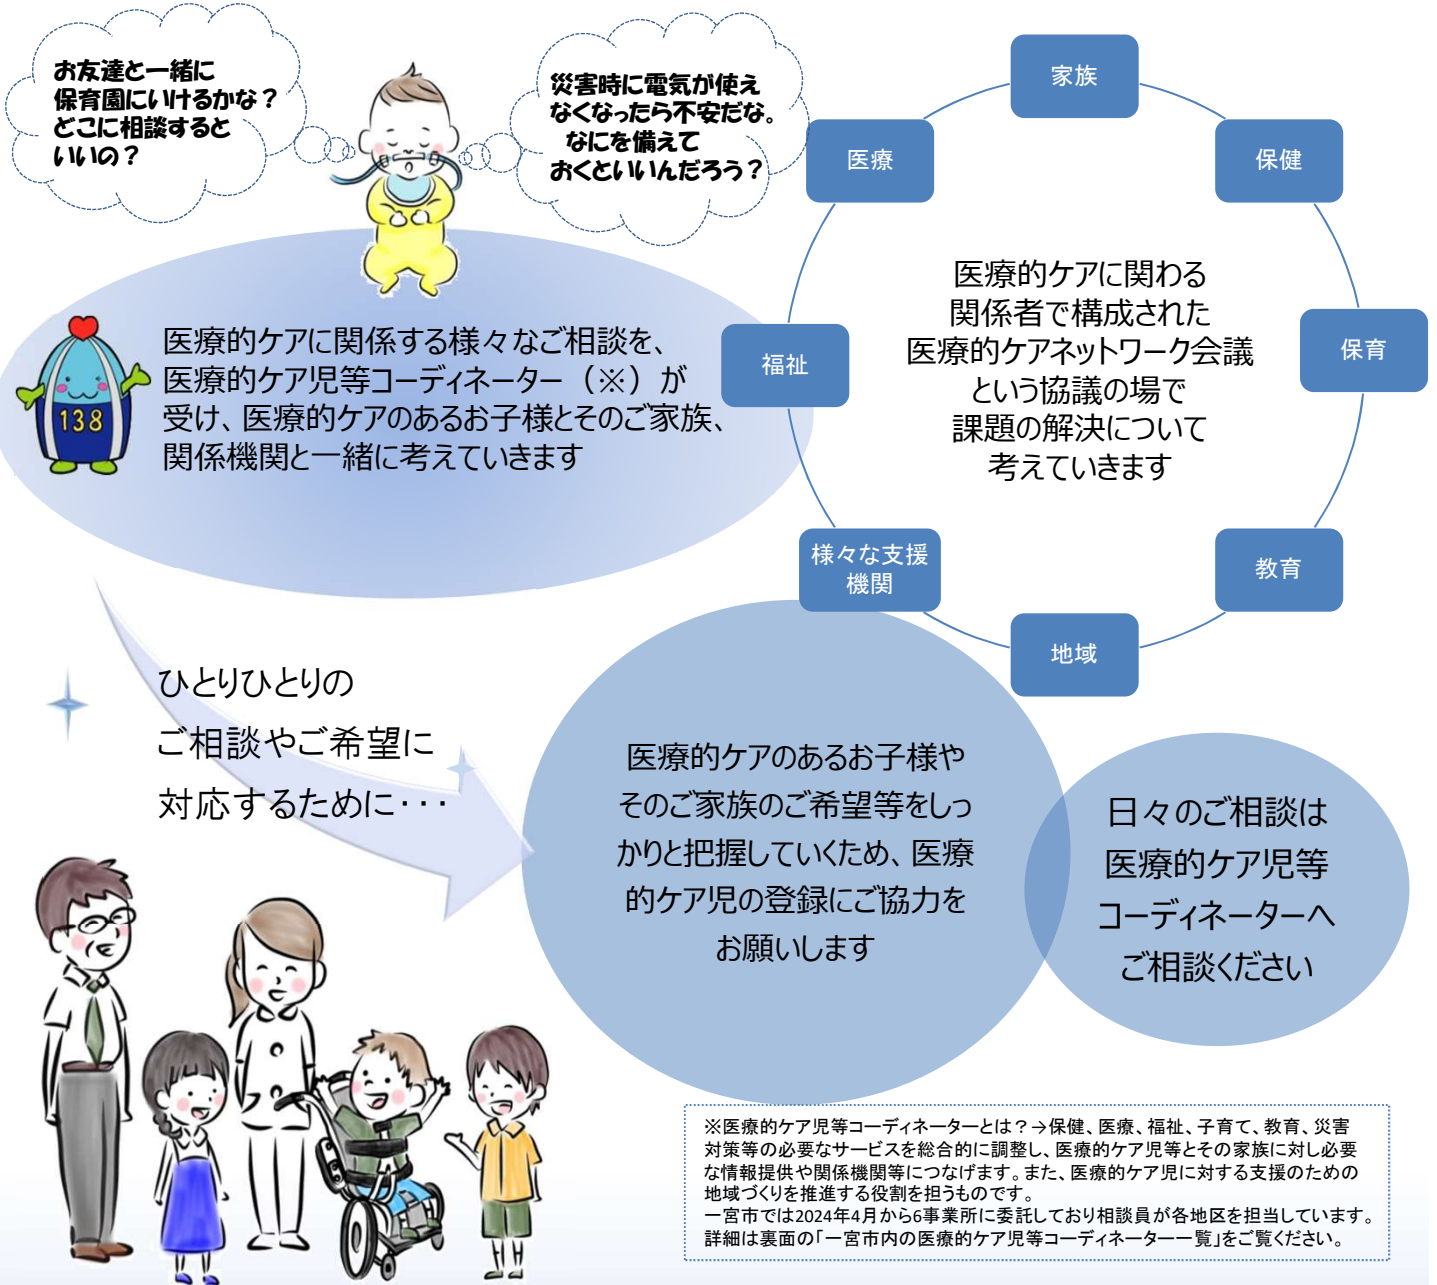 お友達と一緒に
保育園にいけるかな？
どこに相談すると
いいの？
災害時に電気が使え
なくなったら不安だな。
なにを備えて
おくといいんだろう？
138
医療的ケアに関係する様々なご相談を、
医療的ケア児等コーディネーター（※）が
受け、医療的ケアのあるお子様とそのご家族、
関係機関と一緒に考えていきます
家族
保健
保育
教育
地域
様々な支援
機関
福祉
医療
医療的ケアに関わる
関係者で構成された
医療的ケアネットワーク会議
という協議の場で
課題の解決について
考えていきます
ひとりひとりの
ご相談やご希望に
対応するために・・・
医療的ケアのあるお子様や
そのご家族のご希望等をしっ
かりと把握していくため、医療
的ケア児の登録にご協力を
お願いします
日々のご相談は
医療的ケア児等
コーディネーターへ
ご相談ください
※医療的ケア児等コーディネーターとは？→保健、医療、福祉、子育て、教育、災害
対策等の必要なサービスを総合的に調整し、医療的ケア児等とその家族に対し必要
な情報提供や関係機関等につなげます。また、医療的ケア児に対する支援のための
地域づくりを推進する役割を担うものです。
一宮市では2024年4月から6事業所に委託しており相談員が各地区を担当しています。
詳細は裏面の「一宮市内の医療的ケア児等コーディネーター一覧」をご覧ください。